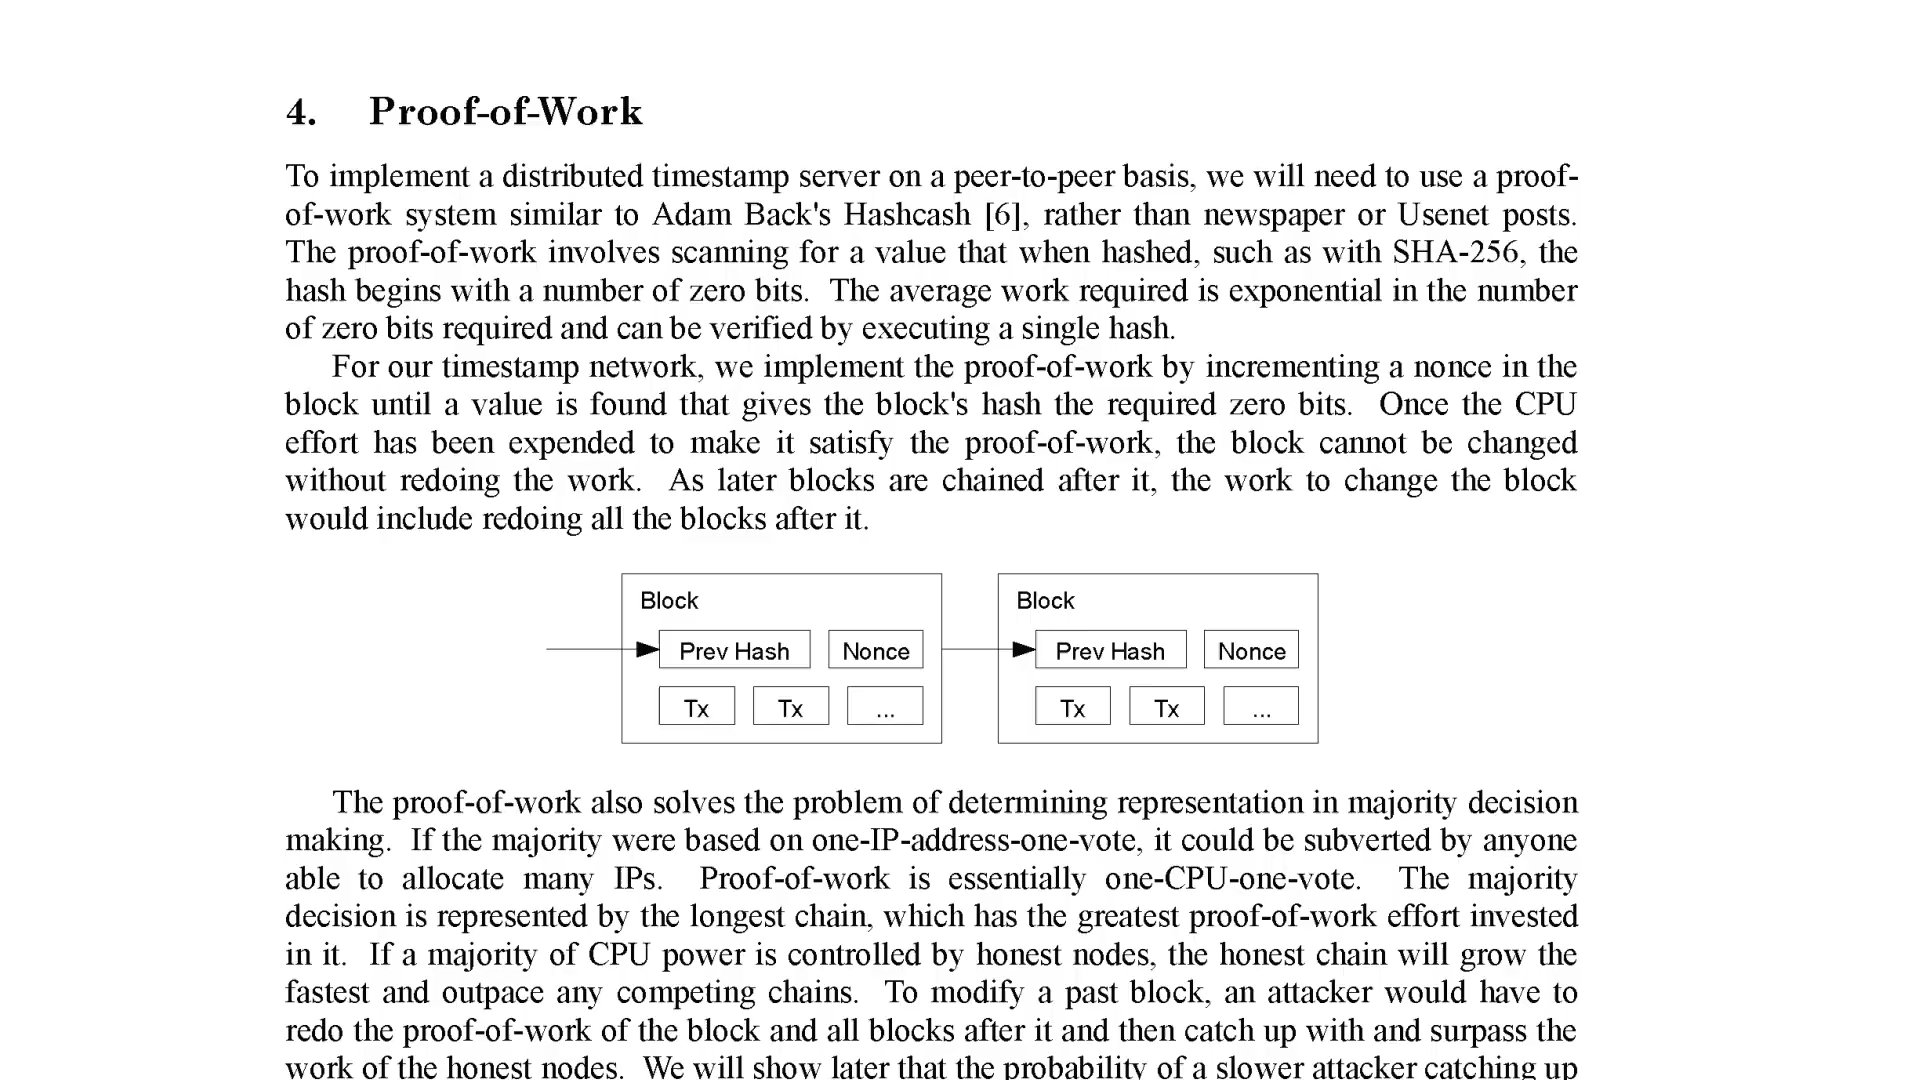 4. Proof-of-Work
To implement a distributed timestamp server on a peer-to-peer basis, we will need to use a proof-
of-work system similar to Adam Back's Hashcash [6], rather than newspaper or Usenet posts.
The proof-of-work involves scanning for a value that when hashed, such as with SHA-256, the
hash begins with a number of zero bits. The average work required is exponential in the number
of zero bits required and can be verified by executing a single hash.
For our timestamp network, we implement the proof-of-work by incrementing a nonce in the
block until a value is found that gives the block's hash the required zero bits. Once the CPU
effort has been expended to make it satisfy the proof-of-work, the block cannot be changed
without redoing the work. As later blocks are chained after it, the work to change the block
would include redoing all the blocks after it.
Block Block
Prev Hash Nonce Prev Hash Nonce
Tx Tx ... Tx Tx ...
The proof-of-work also solves the problem of determining representation in majority decision
making. If the majority were based on one-IP-address-one-vote, it could be subverted by anyone
able to allocate many IPs. Proof-of-work is essentially one-CPU-one-vote. The majority
decision is represented by the longest chain, which has the greatest proof-of-work effort invested
in it. If a majority of CPU power is controlled by honest nodes, the honest chain will grow the
fastest and outpace any competing chains. To modify a past block, an attacker would have to
redo the proof-of-work of the block and all blocks after it and then catch up with and surpass the
work of the honest nodes. We will show later that the probability of a slower attacker catching up